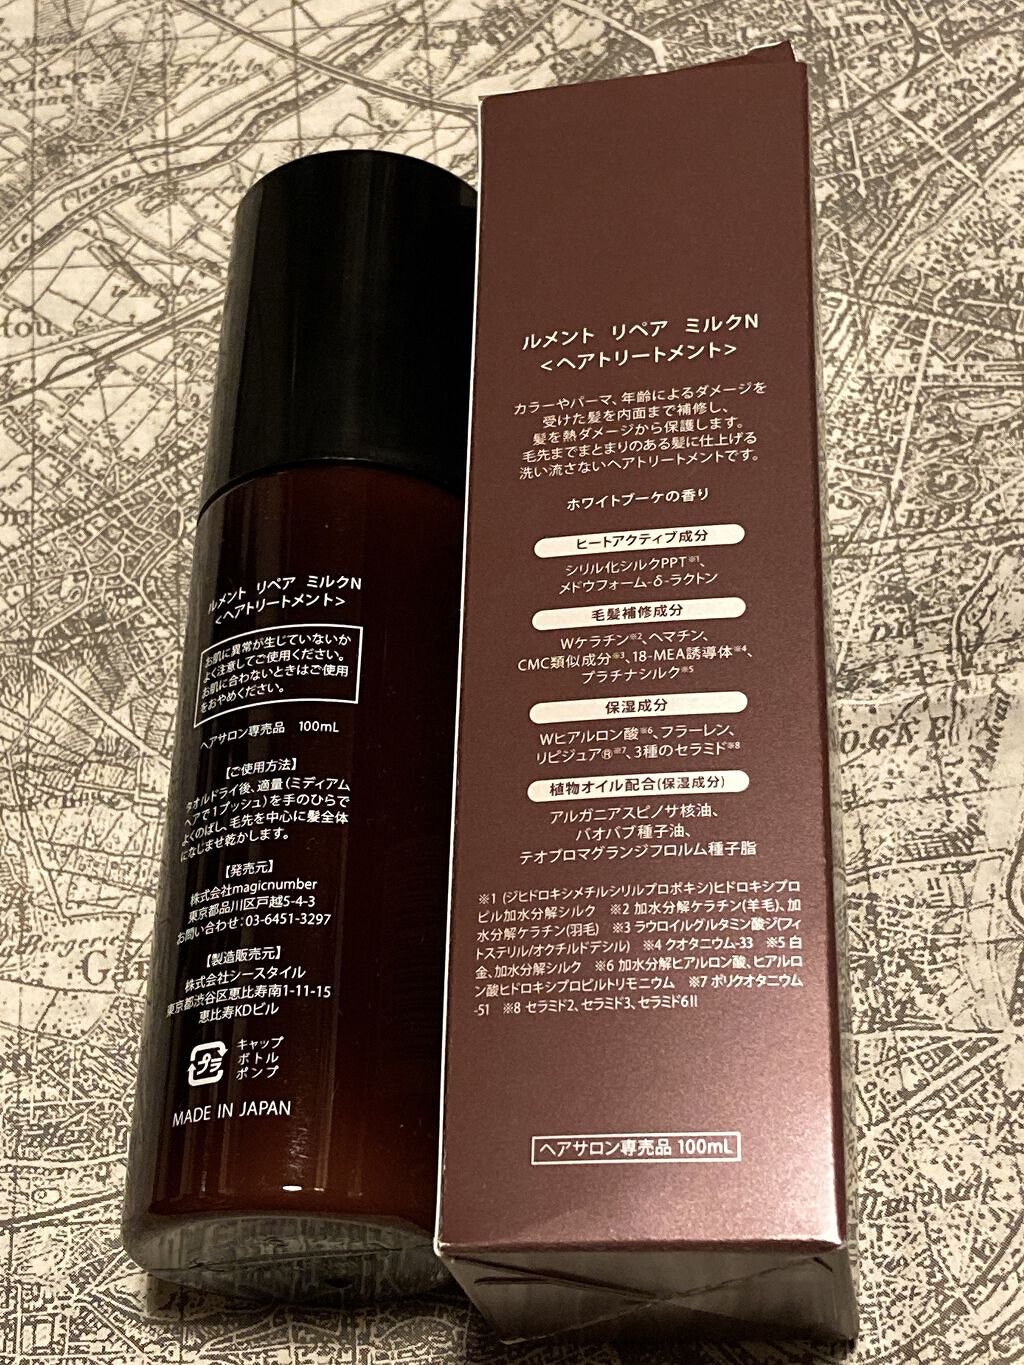 ルメント リペア ミルクN
<ヘアトリートメント>
お肌に異常が生じていないか
よく注意してご使用ください。
お肌に合わないときはご使用
をおやめください。
ヘアサロン専売品 100mL
【ご使用方法】
タオルドライ後、適量(ミディアム
ヘアで1プッシュ)を手のひらで
よくのばし、毛先を中心に髪全体
になじませ乾かします。
【発売元】
株式会社magicnumber
東京都品川区戸越5-4-3
お問い合わせ:03-6451-3297
【製造販売元】
株式会社シースタイル
東京都渋谷区恵比寿南1-11-15
恵比寿KDビル
プラ
キャップ
ボトル
ポンプ
MADE IN JAPAN
ルメント リペア ミルクN
<ヘアトリートメント>
カラーやパーマ、年齢によるダメージを
受けた髪を内面まで補修し、
髪を熱ダメージから保護します。
毛先までまとまりのある髪に仕上げる
洗い流さないヘアトリートメントです。
ホワイトブーケの香り
ヒートアクティブ成分
シリル化シルクPPT※1、
メドウフォーム-δ-ラクトン
毛髪補修成分
Wケラチン※2、ヘマチン、
CMC類似成分※3、18-MEA誘導体※4、
プラチナシルク※5
保湿成分
Wヒアルロン酸※6、フラーレン、
リピジュア®※7、3種のセラミド※8
植物オイル配合(保湿成分)
アルガニアスピノサ核油、
バオバブ種子油、
テオブロマグランジフロルム種子脂
※1 (ジヒドロキシメチルシリルプロポキシ)ヒドロキシプロ
ピル加水分解シルク ※2 加水分解ケラチン(羊毛)、加
水分解ケラチン(羽毛) ※3 ラウロイルグルタミン酸ジ(フィ
トステリル/オクチルドデシル) ※4 クオタニウム-33 ※5 白
金、加水分解シルク ※6 加水分解ヒアルロン酸、ヒアルロ
ン酸ヒドロキシプロピルトリモニウム ※7 ポリクオタニウム
-51 ※8 セラミド2、セラミド3、セラミド6II
ヘアサロン専売品 100mL